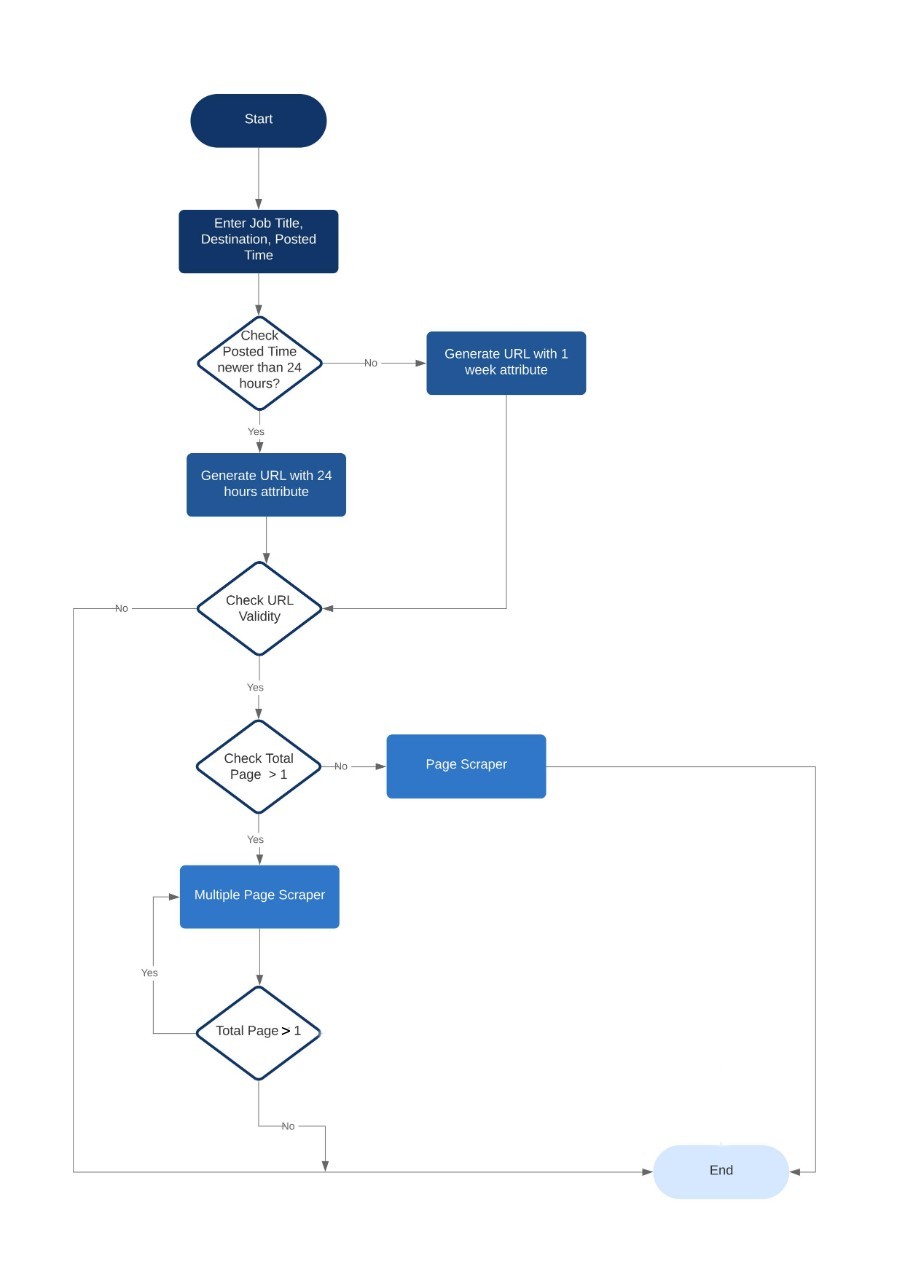 Start
Enter Job Title,
Destination, Posted
Time
Check
Posted Time
newer than 24
hours?
No
Generate URL with 1
week attribute
Yes
Generate URL with 24
hours attribute
Check URL
Validity
No
Yes
Check Total
Page > 1
No
Page Scraper
Yes
Multiple Page Scraper
Yes
Total Page > 1
No
End